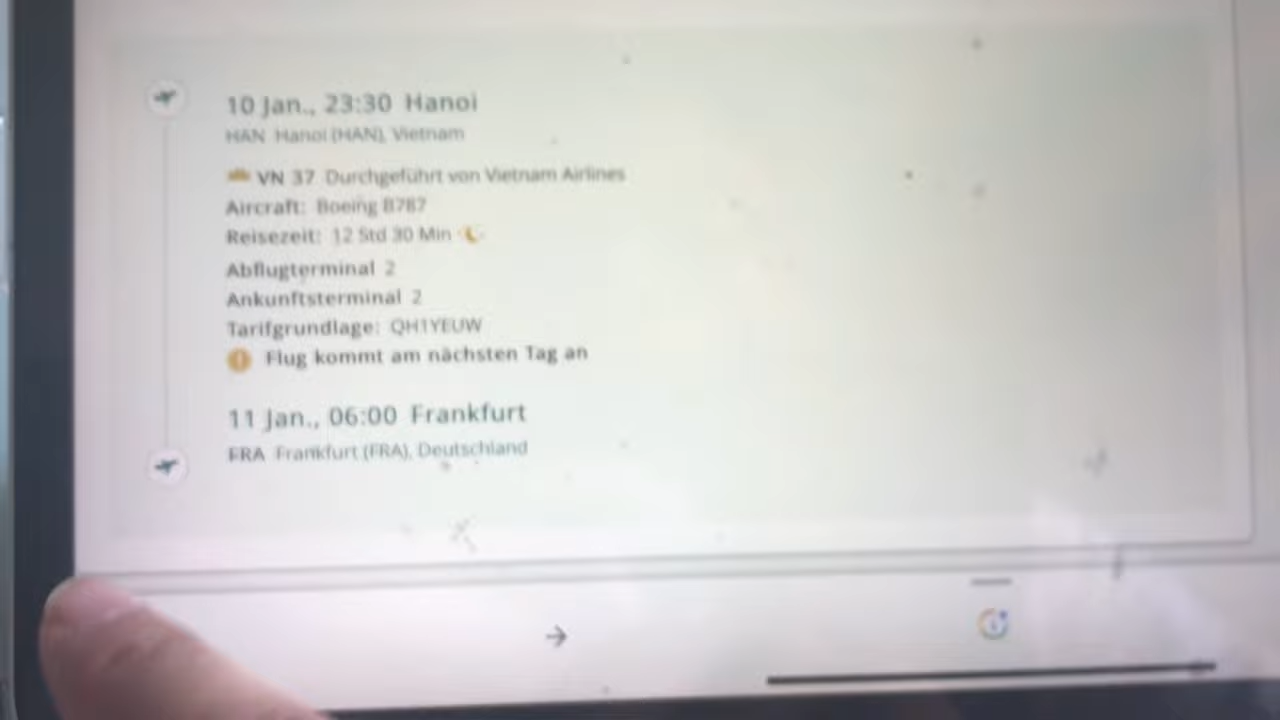 10 Jan., 23:30 Hanoi
HAN Hanoi (HAN), Vietnam
VN 37 Durchgeführt von Vietnam Airlines
Aircraft: Boeing B787
Reisezeit: 12 Std 30 Min
Abflugterminal 2
Ankunftsterminal 2
Tarifgrundlage: QH1YEUW
Flug kommt am nächsten Tag an
11 Jan., 06:00 Frankfurt
FRA Frankfurt (FRA), Deutschland